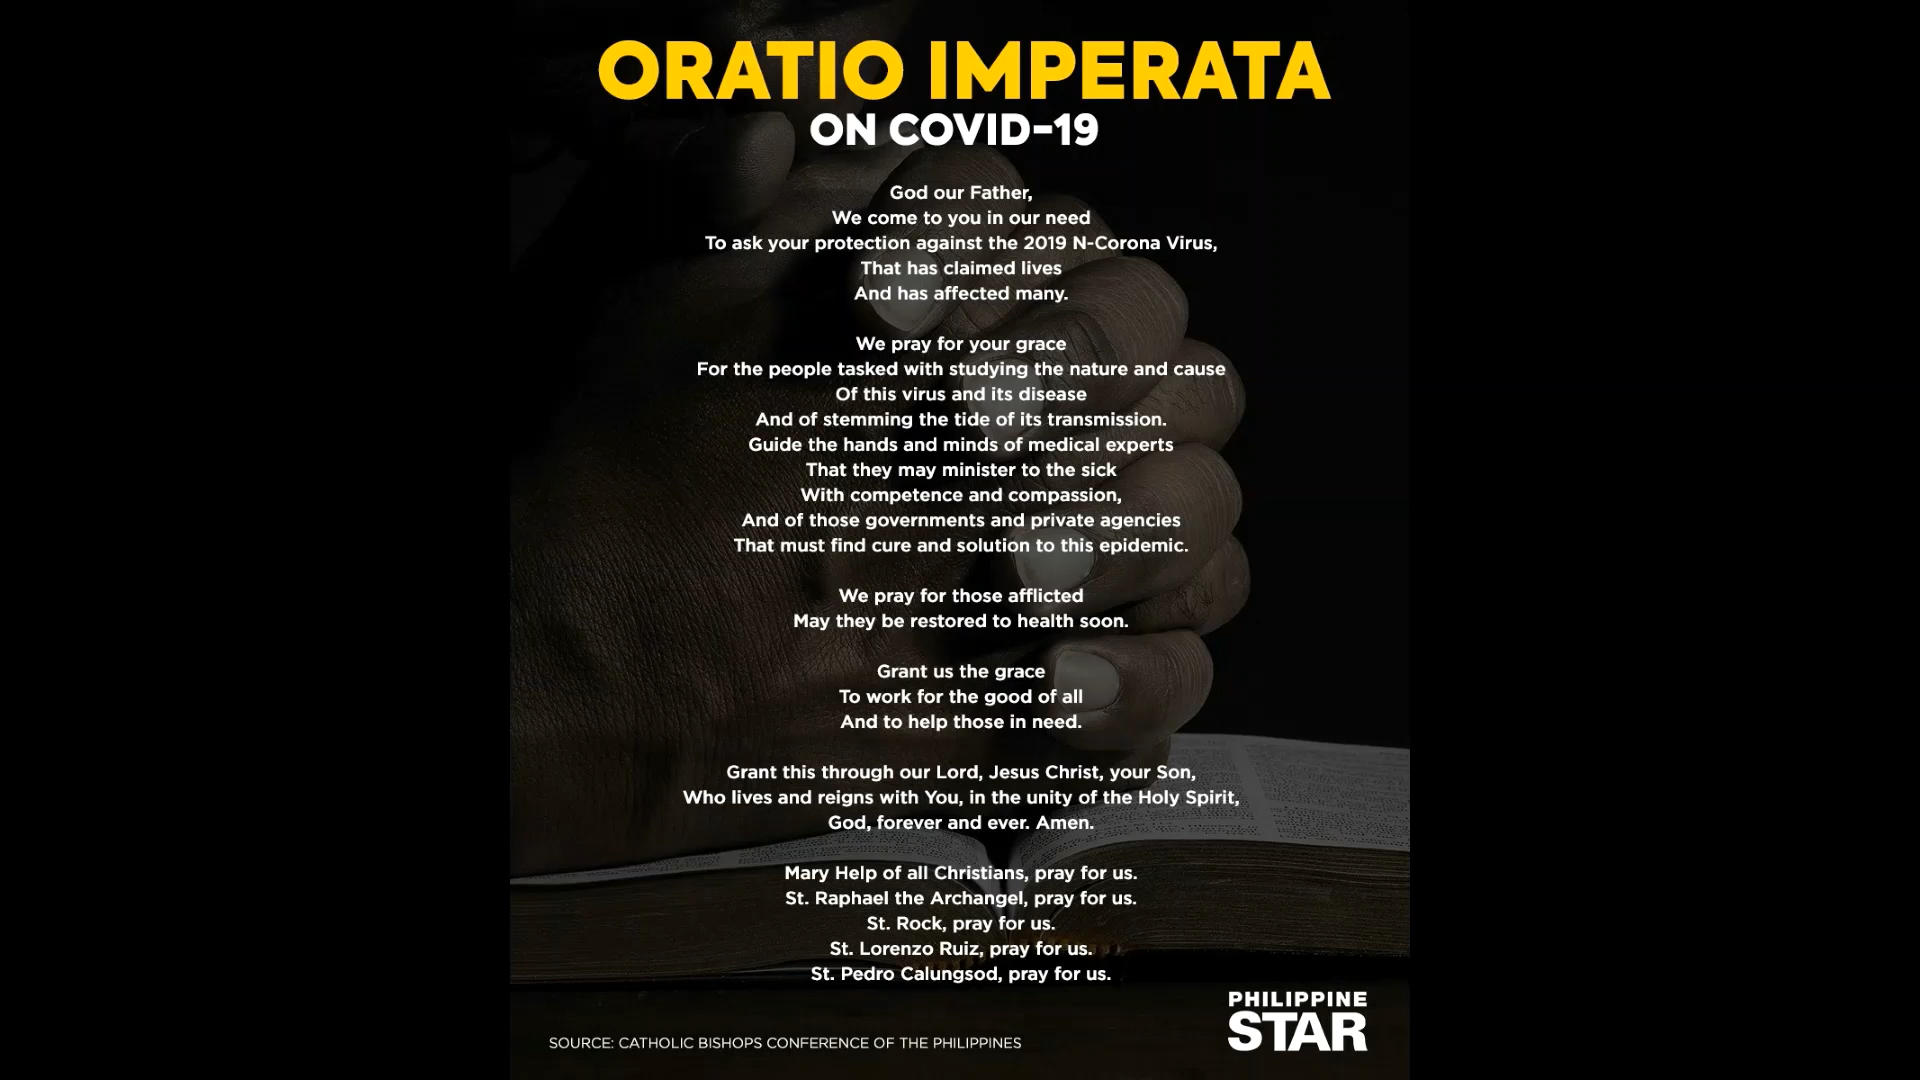 ORATIO IMPERATA
ON COVID-19
God our Father,
We come to you in our need
To ask your protection against the 2019 N-Corona Virus,
That has claimed lives
And has affected many.
We pray for your grace
For the people tasked with studying the nature and cause
Of this virus and its disease
And of stemming the tide of its transmission.
Guide the hands and minds of medical experts
That they may minister to the sick
With competence and compassion,
And of those governments and private agencies
That must find cure and solution to this epidemic.
We pray for those afflicted
May they be restored to health soon.
Grant us the grace
To work for the good of all
And to help those in need.
Grant this through our Lord, Jesus Christ, your Son,
Who lives and reigns with You, in the unity of the Holy Spirit,
God, forever and ever. Amen.
Mary Help of all Christians, pray for us.
St. Raphael the Archangel, pray for us.
St. Rock, pray for us.
St. Lorenzo Ruiz, pray for us.
St. Pedro Calungsod, pray for us.
SOURCE: CATHOLIC BISHOPS CONFERENCE OF THE PHILIPPINES
PHILIPPINE
STAR